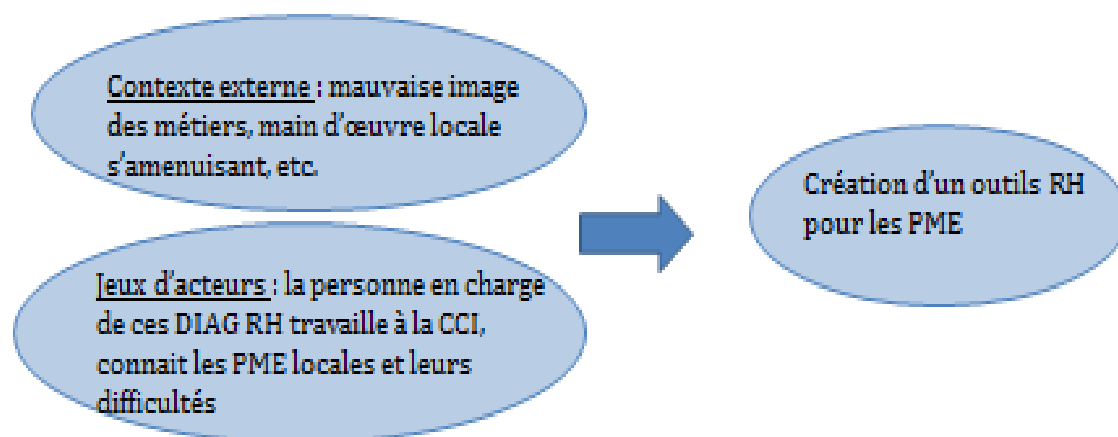 Contexte externe : mauvaise image
des métiers, main d'œuvre locale
s'amenuisant, etc.
Jeux d'acteurs : la personne en charge
de ces DIAG RH travaille à la CCI,
connait les PME locales et leurs
difficultés
Création d'un outils RH
pour les PME